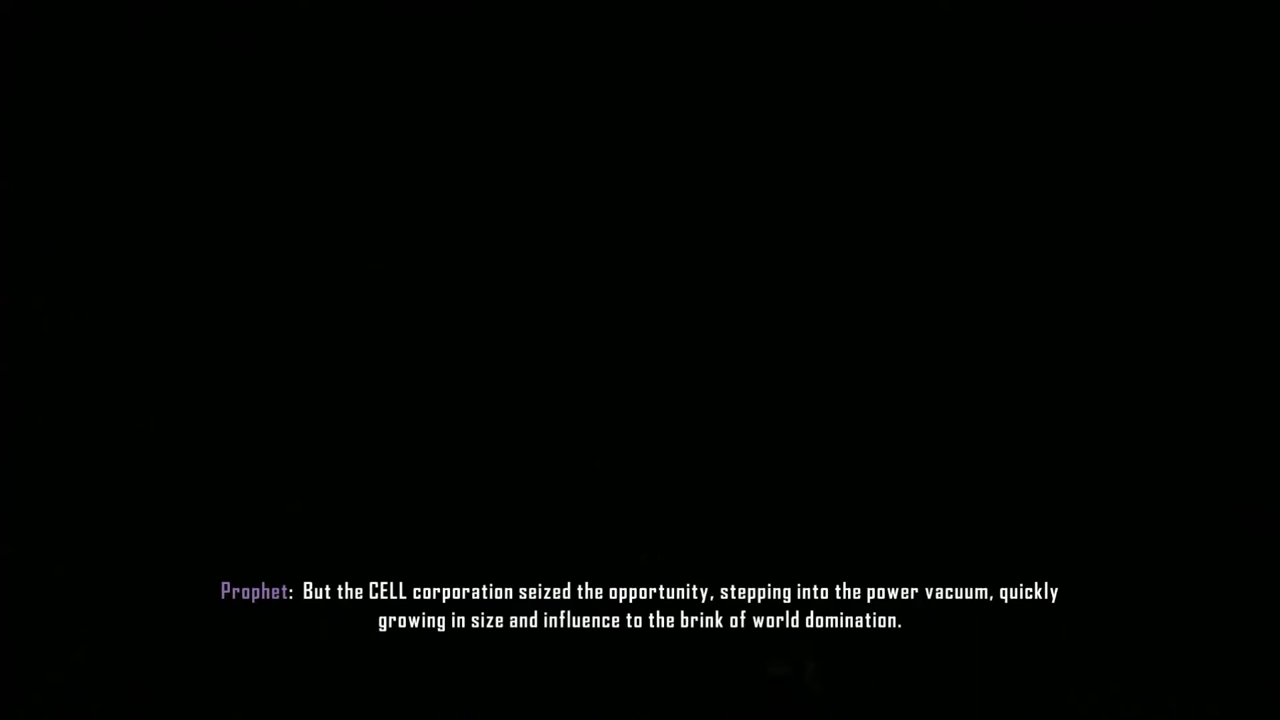 Prophet: But the CELL corporation seized the opportunity, stepping into the power vacuum, quickly
growing in size and influence to the brink of world domination.